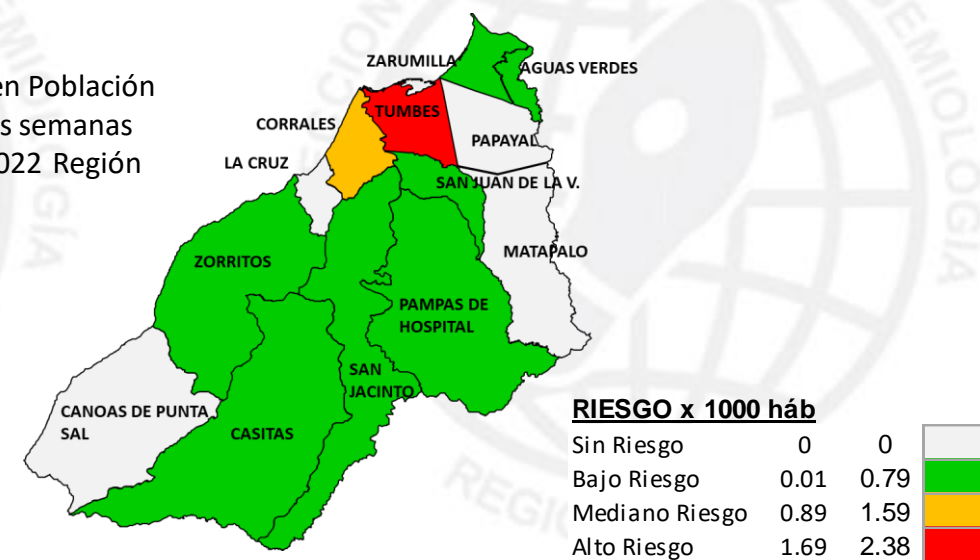 en Población
s semanas
022 Región
ZARUMILLA
AGUAS VERDES
TUMBES
CORRALES
PAPAYAL
LA CRUZ
SAN JUAN DE LA V.
MATAPALO
ZORRITOS
PAMPAS DE
HOSPITAL
SAN
JACINTO
CANOAS DE PUNTA
SAL
CASITAS
RIESGO x 1000 háb
Sin Riesgo 0 0
Bajo Riesgo 0.01 0.79
Mediano Riesgo 0.89 1.59
Alto Riesgo 1.69 2.38